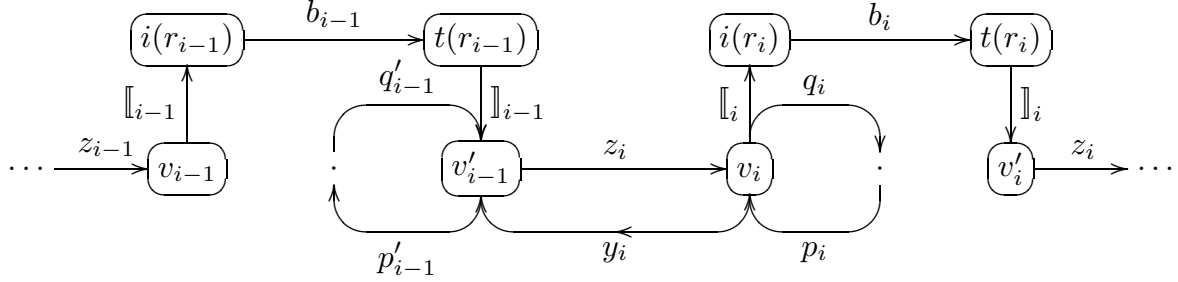 b_{i−1} b_i
i(r_{i−1}) t(r_{i−1}) i(r_i) t(r_i)
⟦_{i−1} q′_{i−1} ⟧_{i−1} ⟦_i q_i ⟧_i
⋯ z_{i−1} v_{i−1} · v′_{i−1} z_i v_i · v′_i z_i ⋯
p′_{i−1} y_i p_i